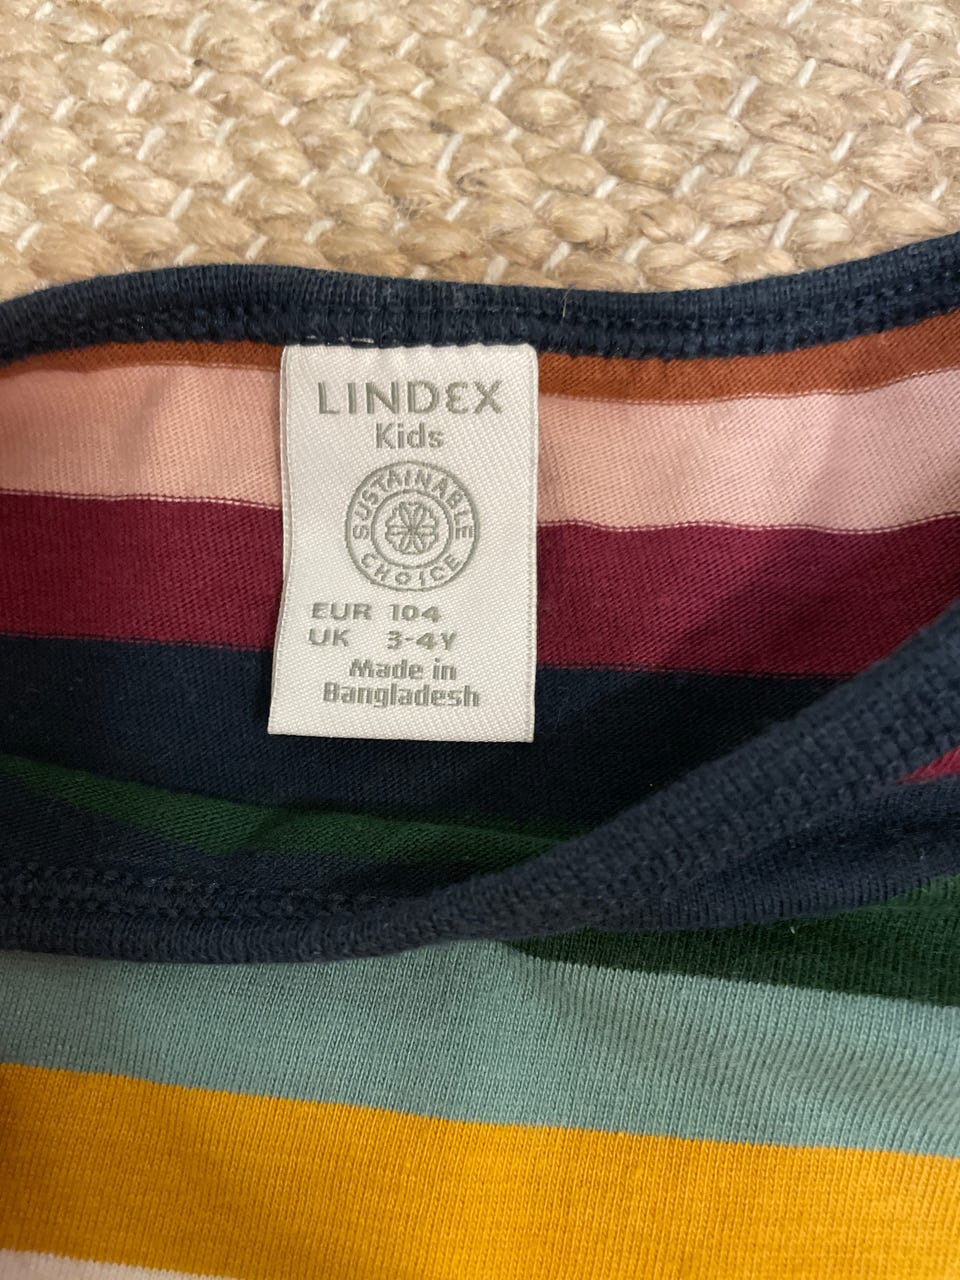 LINDEX
Kids
SUSTAINABLE
CHOICE
EUR 104
UK 3-4Y
Made in
Bangladesh